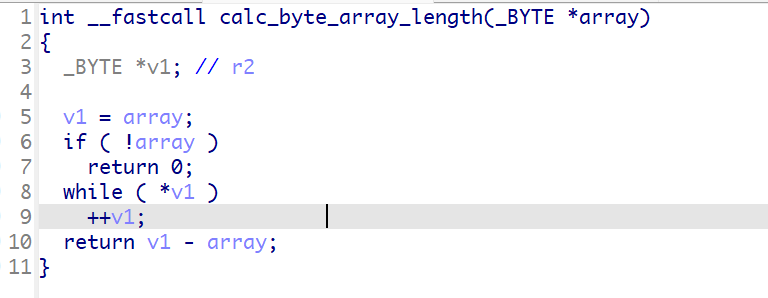 1 int __fastcall calc_byte_array_length(_BYTE *array)
2 {
3   _BYTE *v1; // r2
4
5   v1 = array;
6   if ( !array )
7     return 0;
8   while ( *v1 )
9     ++v1;
10   return v1 - array;
11 }